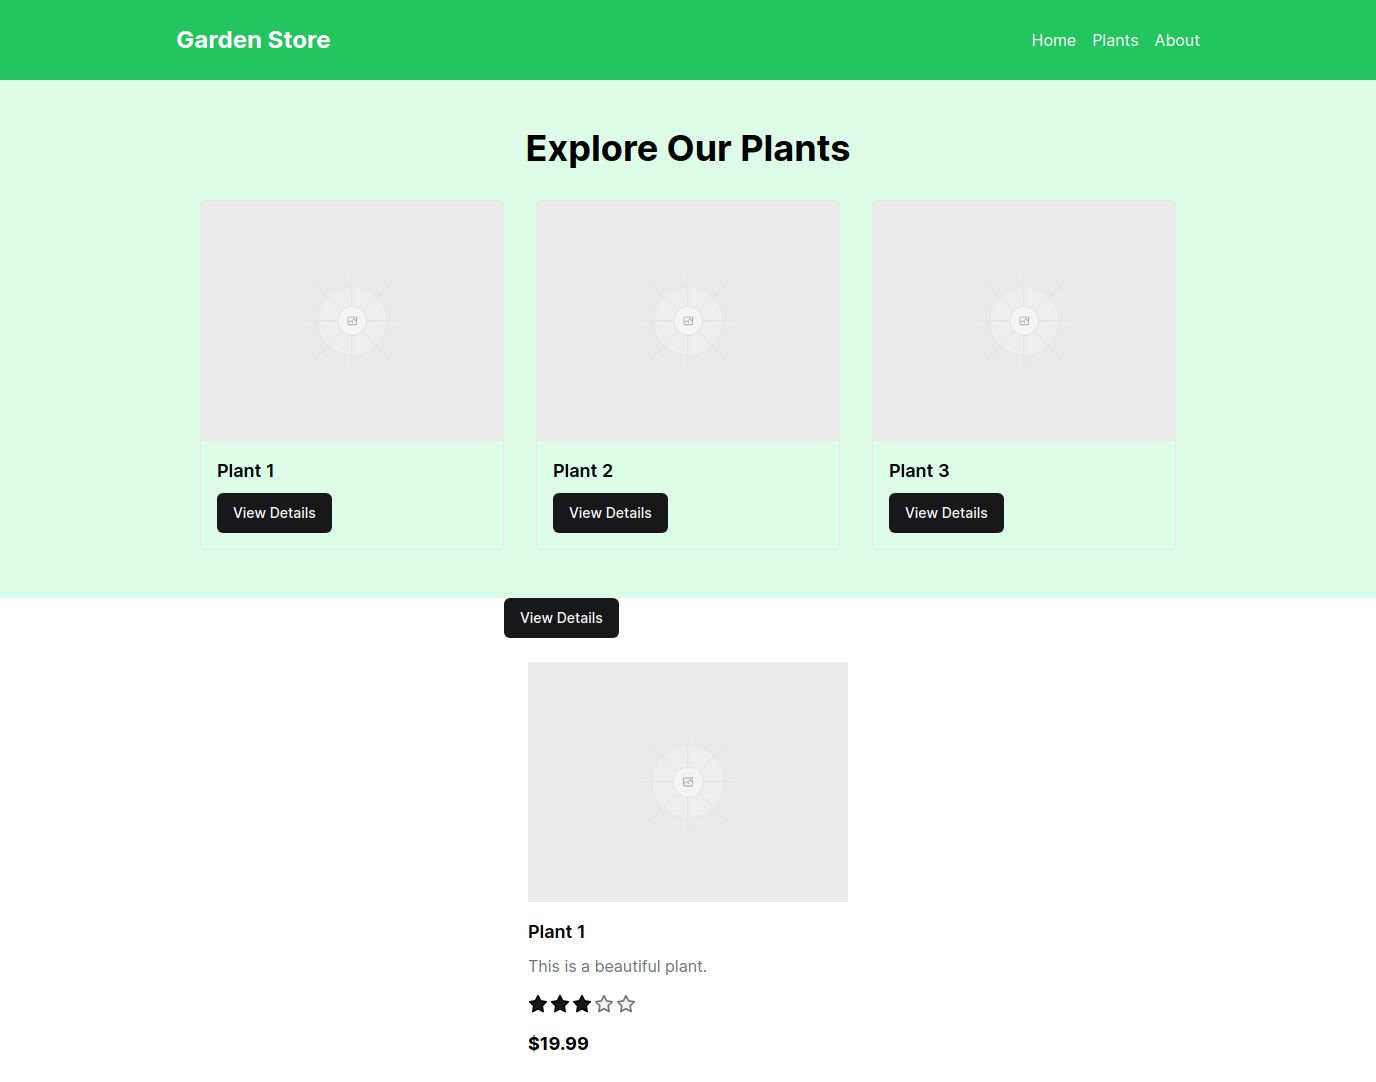 Garden Store
Home Plants About
Explore Our Plants
Plant 1
View Details
Plant 2
View Details
Plant 3
View Details
View Details
Plant 1
This is a beautiful plant.
$19.99